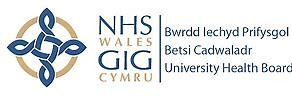 NHS
WALES
GIG
CYMRU
Bwrdd Iechyd Prifysgol
Betsi Cadwaladr
University Health Board